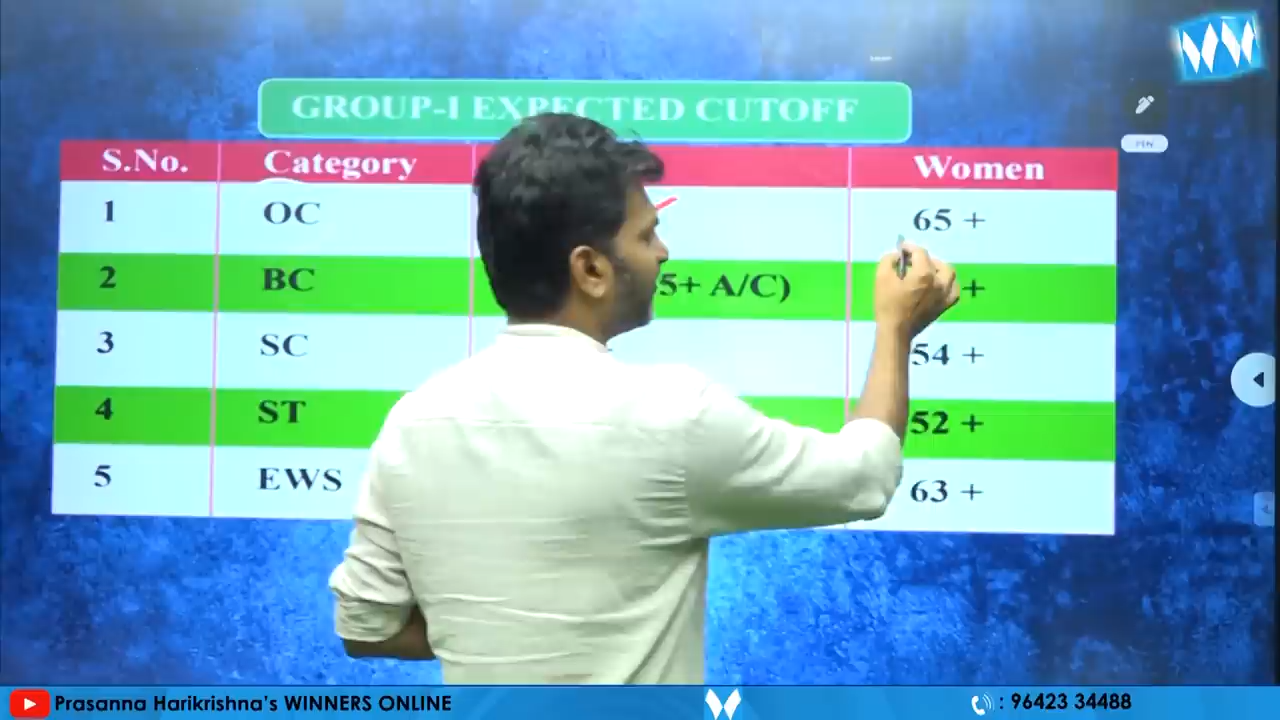 GROUP-I EXPECTED CUTOFF
S.No. Category Women
1 OC 65 +
2 BC 5+ A/C) +
3 SC 54 +
4 ST 52 +
5 EWS 63 +
PEN
Prasanna Harikrishna's WINNERS ONLINE
: 96423 34488